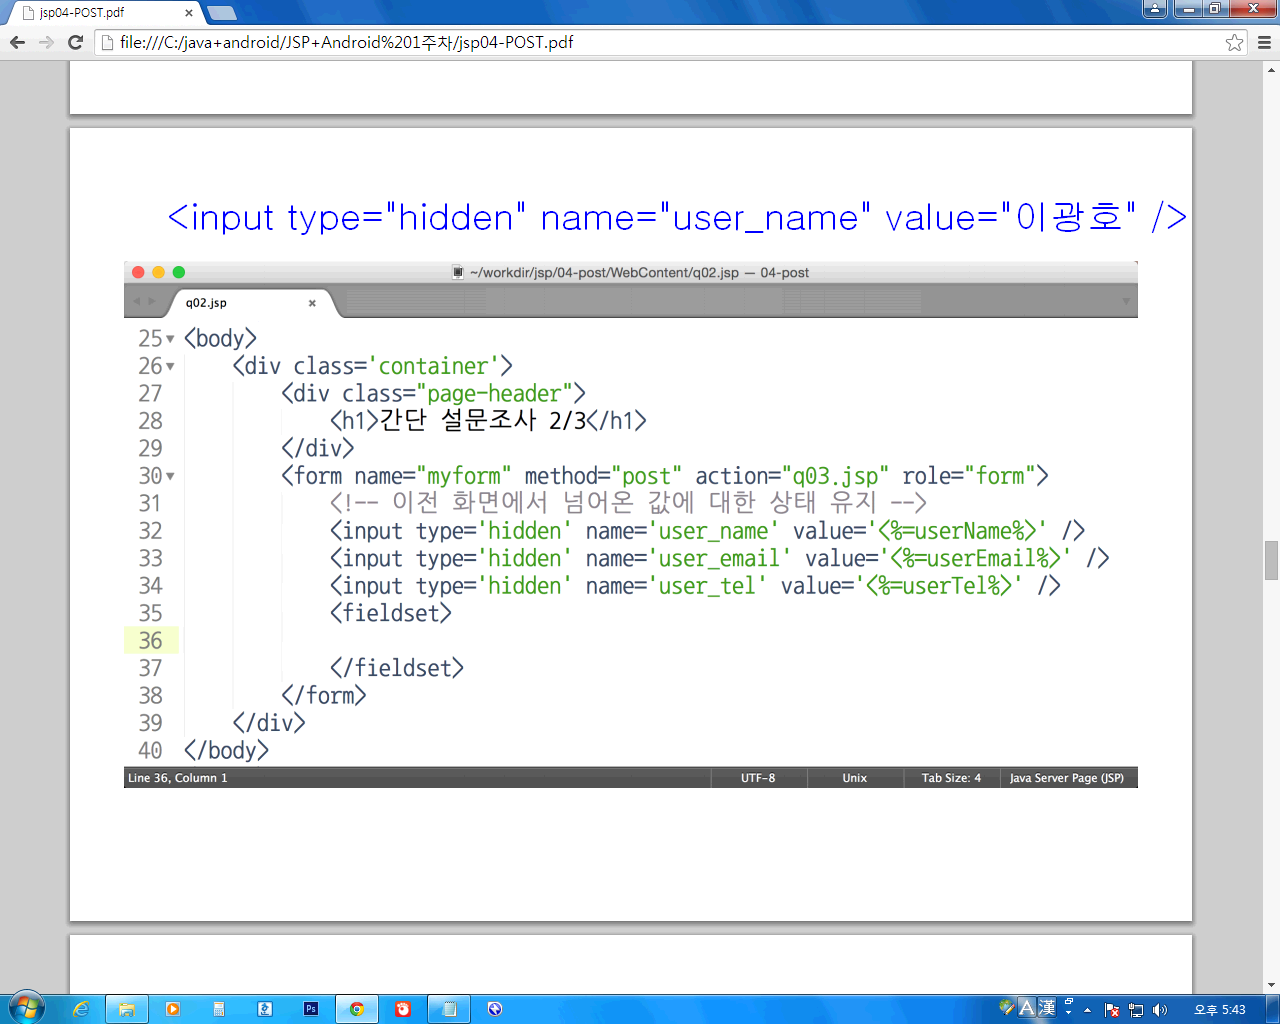 jsp04-POST.pdf
file:///C:/java+android/JSP+Android%201주차/jsp04-POST.pdf
<input type="hidden" name="user_name" value="이광호" />
~/workdir/jsp/04-post/WebContent/q02.jsp — 04-post
q02.jsp
25 <body>
26 <div class='container'>
27 <div class="page-header">
28 <h1>간단 설문조사 2/3</h1>
29 </div>
30 <form name="myform" method="post" action="q03.jsp" role="form">
31 <!-- 이전 화면에서 넘어온 값에 대한 상태 유지 -->
32 <input type='hidden' name='user_name' value='<%=userName%>' />
33 <input type='hidden' name='user_email' value='<%=userEmail%>' />
34 <input type='hidden' name='user_tel' value='<%=userTel%>' />
35 <fieldset>
36
37 </fieldset>
38 </form>
39 </div>
40 </body>
Line 36, Column 1 UTF-8 Unix Tab Size: 4 Java Server Page (JSP)
Ps A 漢 오후 5:43